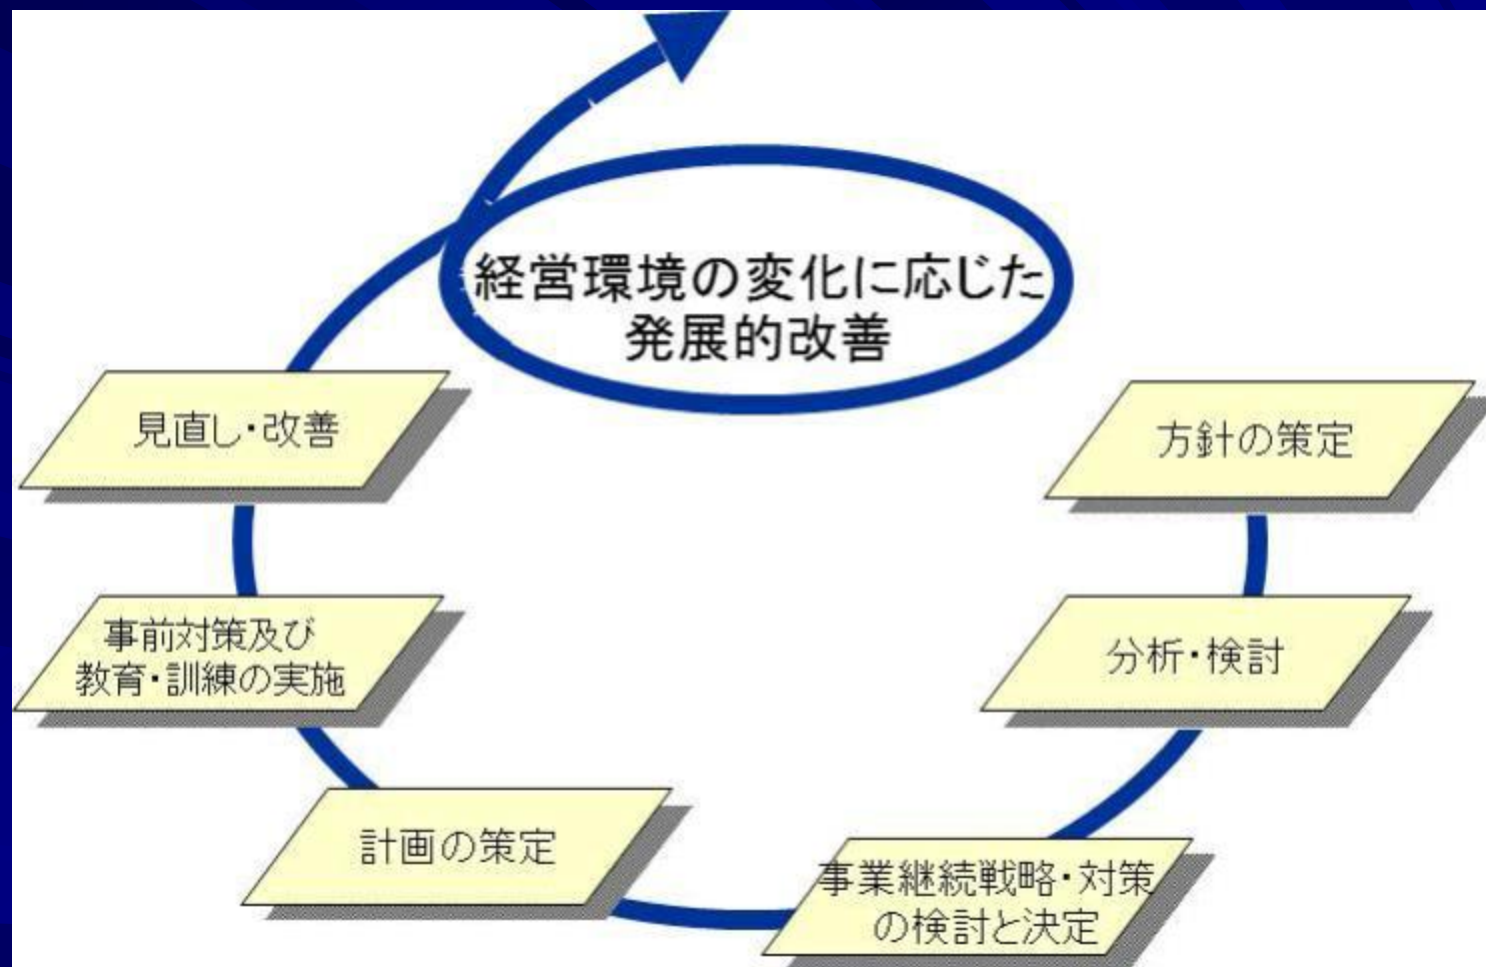 経営環境の変化に応じた
発展的改善
見直し・改善
方針の策定
事前対策及び
教育・訓練の実施
分析・検討
計画の策定
事業継続戦略・対策
の検討と決定